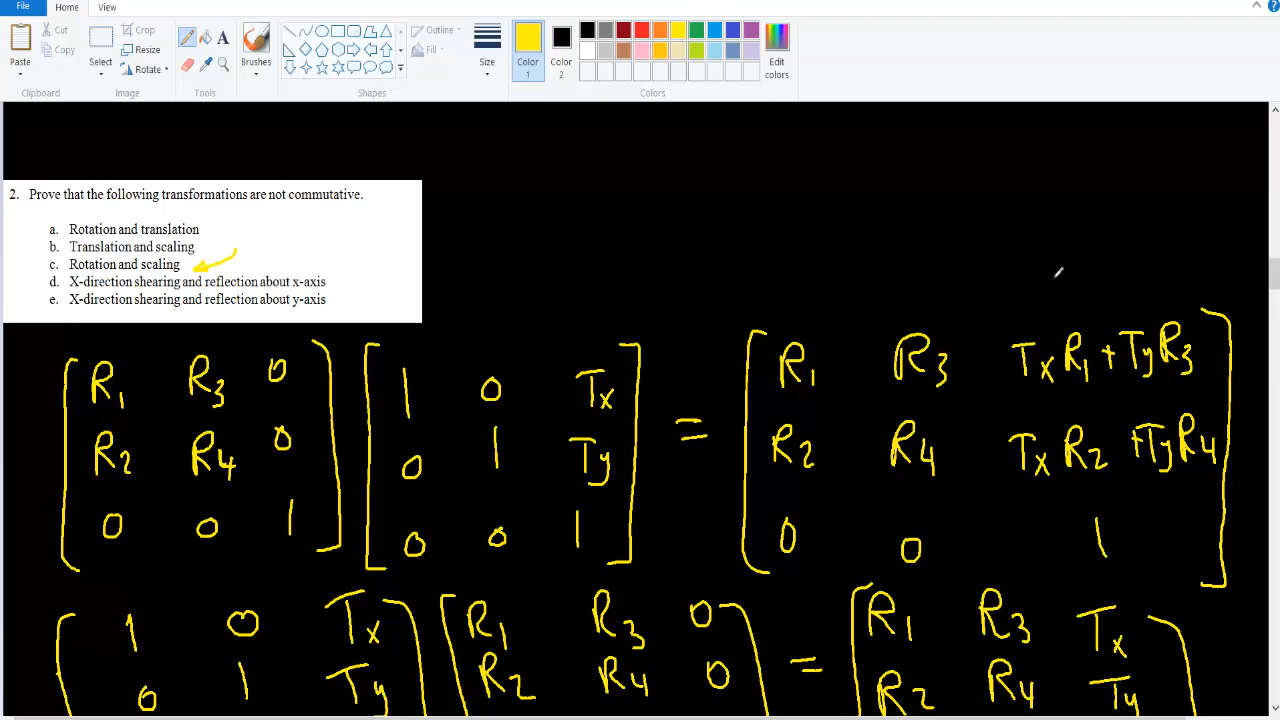 File Home View
Paste
Cut
Copy
Clipboard
Select
Crop
Resize
Rotate
Image
A
Tools
Brushes
Outline
Fill
Shapes
Size
Color 1
Color 2
Edit colors
Colors
2. Prove that the following transformations are not commutative.
a. Rotation and translation
b. Translation and scaling
c. Rotation and scaling
d. X-direction shearing and reflection about x-axis
e. X-direction shearing and reflection about y-axis
R1 R3 0 1 0 Tx = R1 R3 TxR1+TyR3
R2 R4 0 0 1 Ty R2 R4 TxR2+TyR4
0 0 1 0 0 1 0 0 1
1 0 Tx R1 R3 0 = R1 R3 Tx
0 1 Ty R2 R4 0 R2 R4 Ty